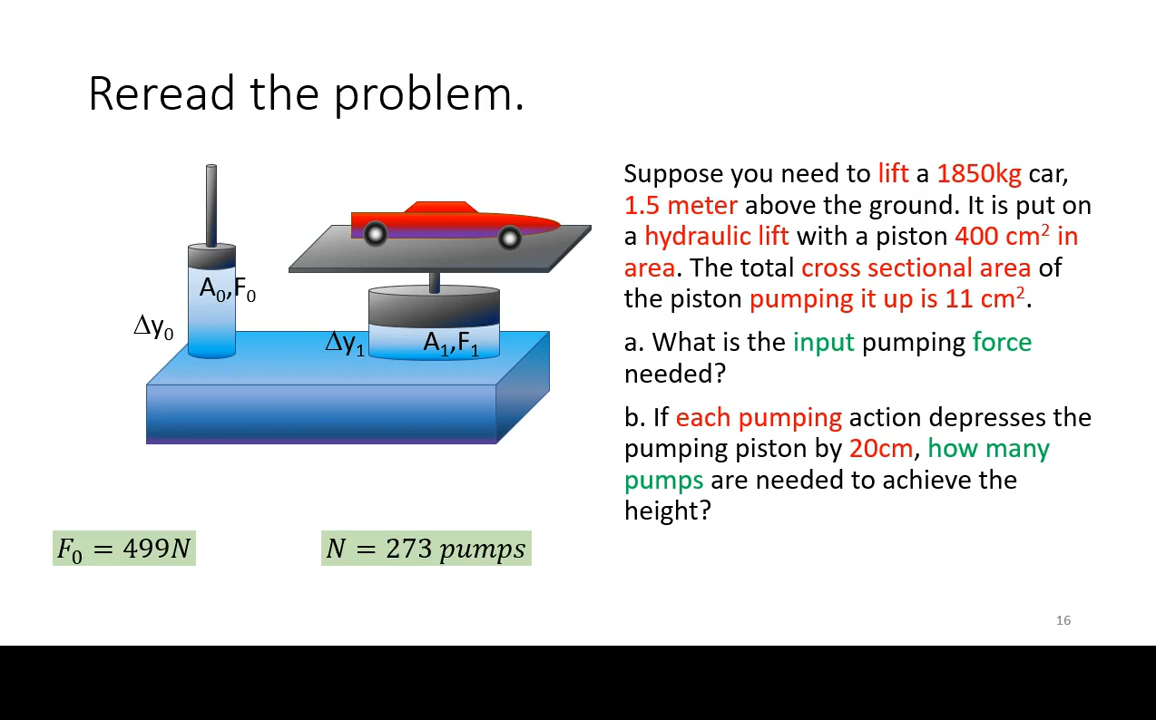 Reread the problem.
Suppose you need to lift a 1850kg car,
1.5 meter above the ground. It is put on
a hydraulic lift with a piston 400 cm² in
area. The total cross sectional area of
the piston pumping it up is 11 cm².
a. What is the input pumping force
needed?
b. If each pumping action depresses the
pumping piston by 20cm, how many
pumps are needed to achieve the
height?
A₀,F₀
Δy₀
Δy₁
A₁,F₁
F₀ = 499N
N = 273 pumps
16